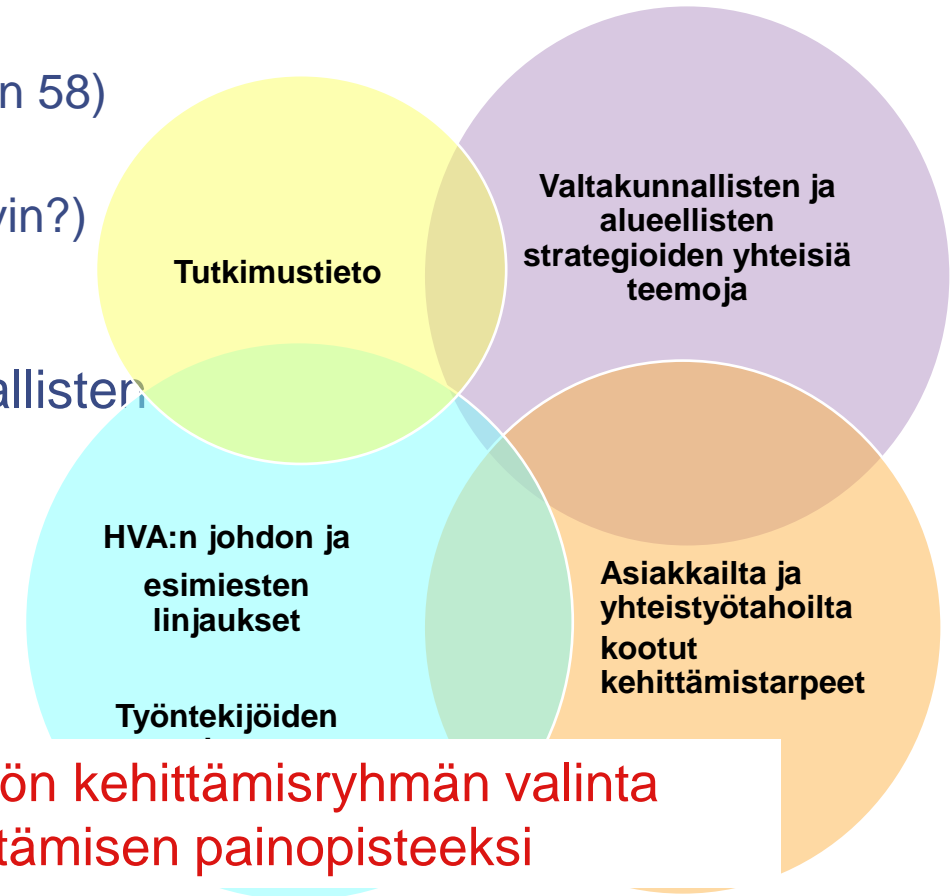 n 58)
vin?)
allisten
Tutkimustieto
Valtakunnallisten ja
alueellisten
strategioiden yhteisiä
teemoja
HVA:n johdon ja
esimiesten
linjaukset
Työntekijöiden
Asiakkailta ja
yhteistyötahoilta
kootut
kehittämistarpeet
ön kehittämisryhmän valinta
ttämisen painopisteeksi